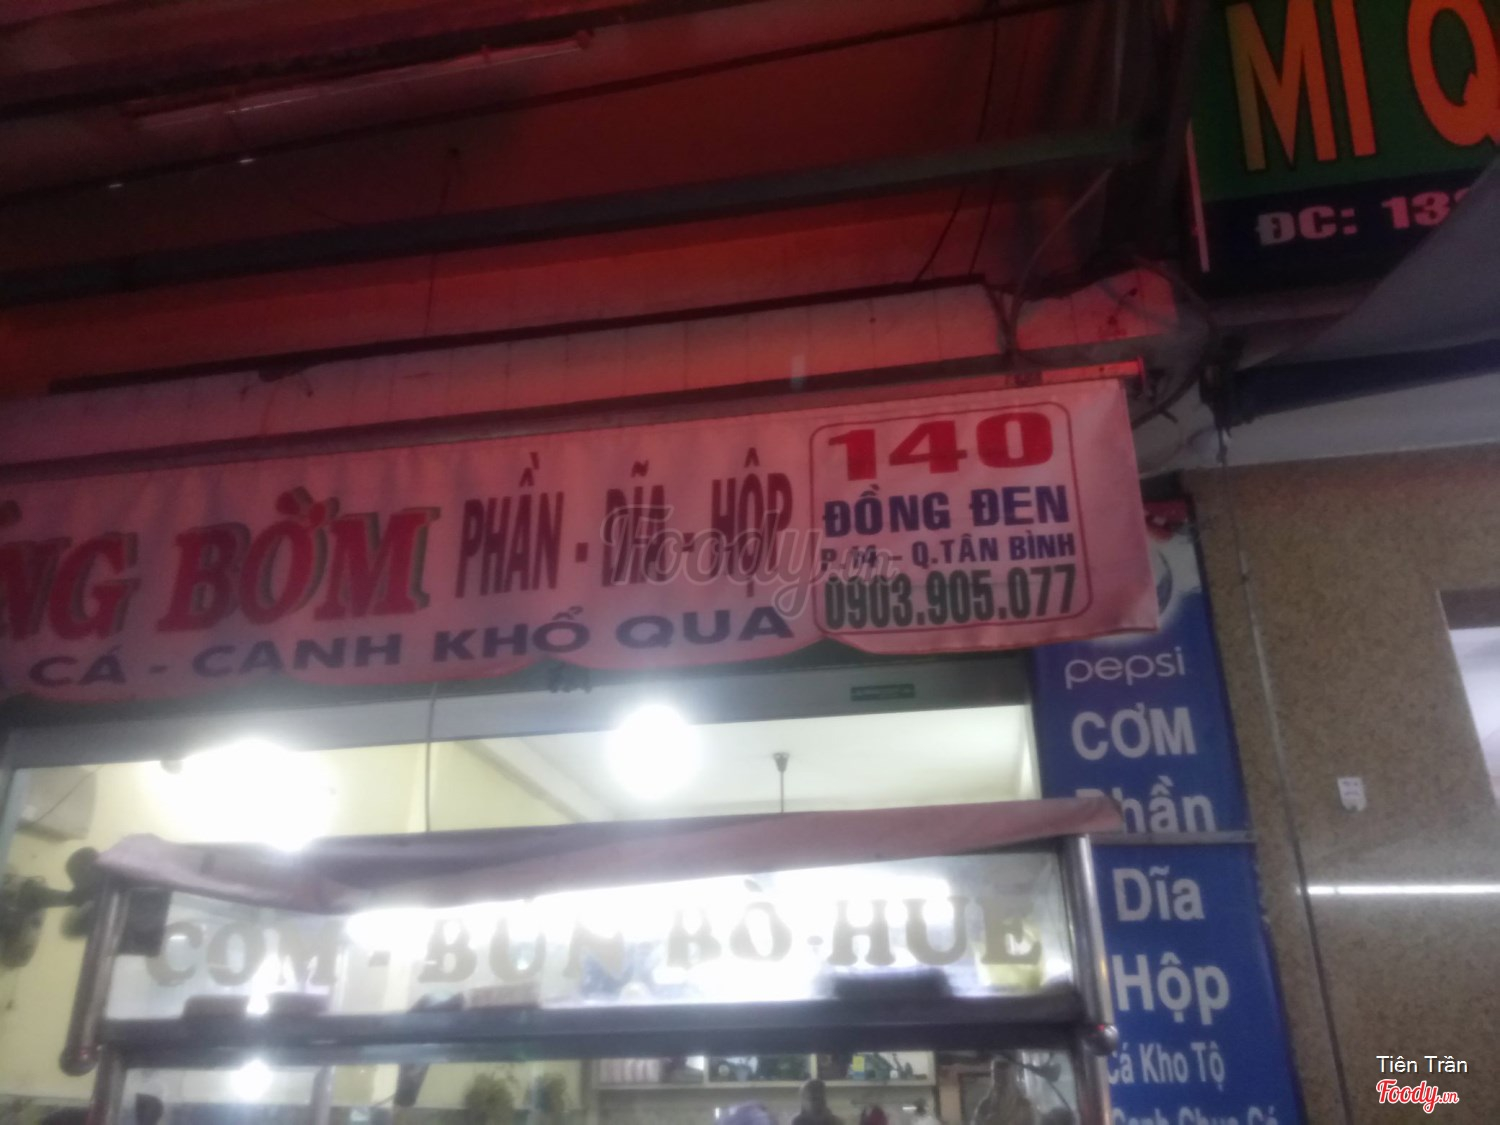 MÌ Q
ĐC: 13
BỜM PHẦN - DĨA - HỘP
CÁ - CANH KHỔ QUA
140
ĐỒNG ĐEN
P.14 - Q.TÂN BÌNH
0903.905.077
pepsi
CƠM
Phần
Dĩa
Hộp
Cá Kho Tộ
CƠM - BÚN BÒ HUẾ
Foody.vn
Tiên Trần
Foody.vn